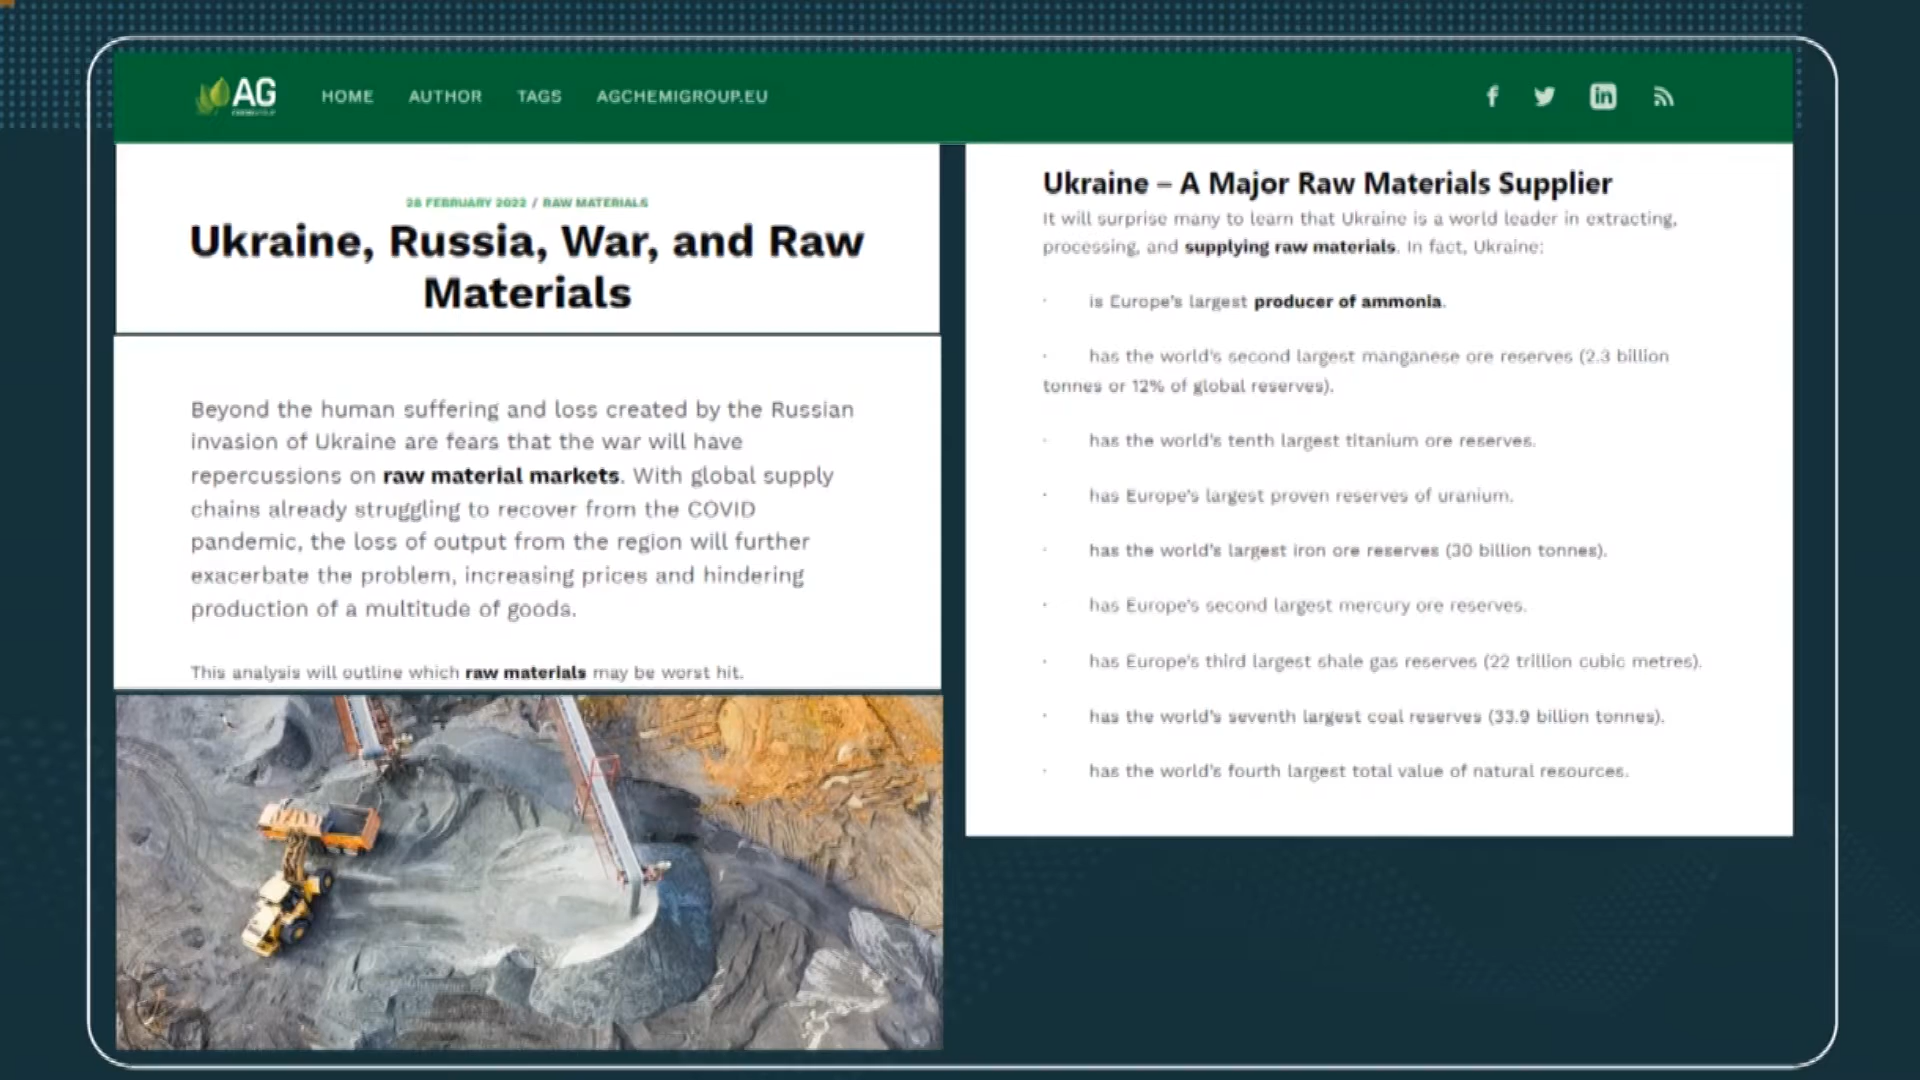 AG
HOME AUTHOR TAGS AGCHEMIGROUP.EU
28 FEBRUARY 2022 / RAW MATERIALS
Ukraine, Russia, War, and Raw
Materials
Beyond the human suffering and loss created by the Russian
invasion of Ukraine are fears that the war will have
repercussions on raw material markets. With global supply
chains already struggling to recover from the COVID
pandemic, the loss of output from the region will further
exacerbate the problem, increasing prices and hindering
production of a multitude of goods.
This analysis will outline which raw materials may be worst hit.
Ukraine – A Major Raw Materials Supplier
It will surprise many to learn that Ukraine is a world leader in extracting,
processing, and supplying raw materials. In fact, Ukraine:
· is Europe's largest producer of ammonia.
· has the world's second largest manganese ore reserves (2.3 billion
tonnes or 12% of global reserves).
· has the world's tenth largest titanium ore reserves.
· has Europe's largest proven reserves of uranium.
· has the world's largest iron ore reserves (30 billion tonnes).
· has Europe's second largest mercury ore reserves.
· has Europe's third largest shale gas reserves (22 trillion cubic metres).
· has the world's seventh largest coal reserves (33.9 billion tonnes).
· has the world's fourth largest total value of natural resources.